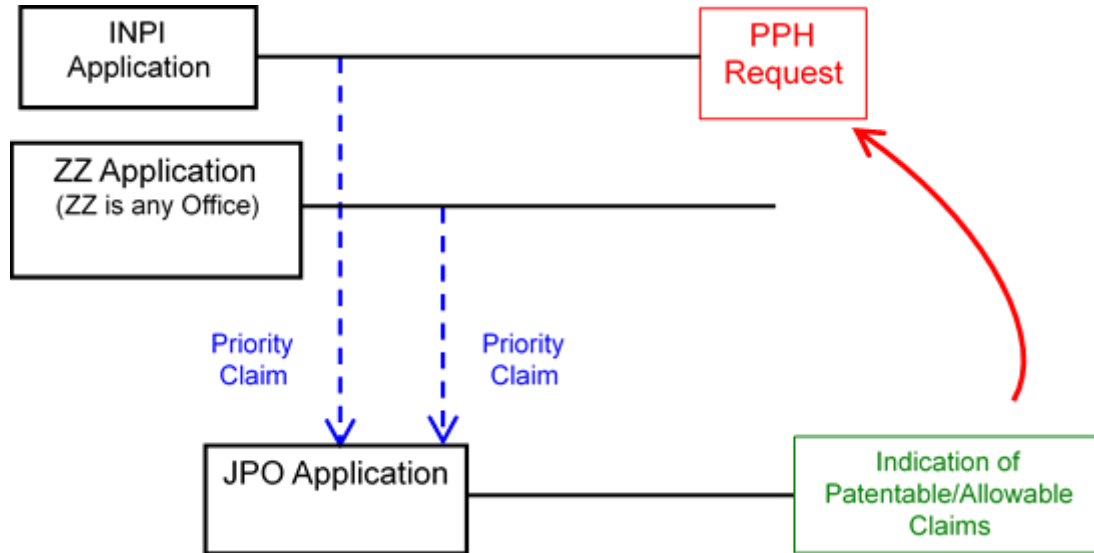 INPI
Application
PPH
Request
ZZ Application
(ZZ is any Office)
Priority
Claim
Priority
Claim
JPO Application
Indication of
Patentable/Allowable
Claims